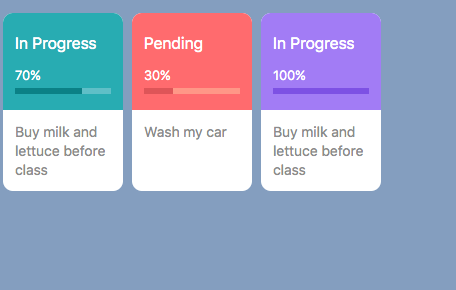 In Progress
70%
Buy milk and
lettuce before
class
Pending
30%
Wash my car
In Progress
100%
Buy milk and
lettuce before
class